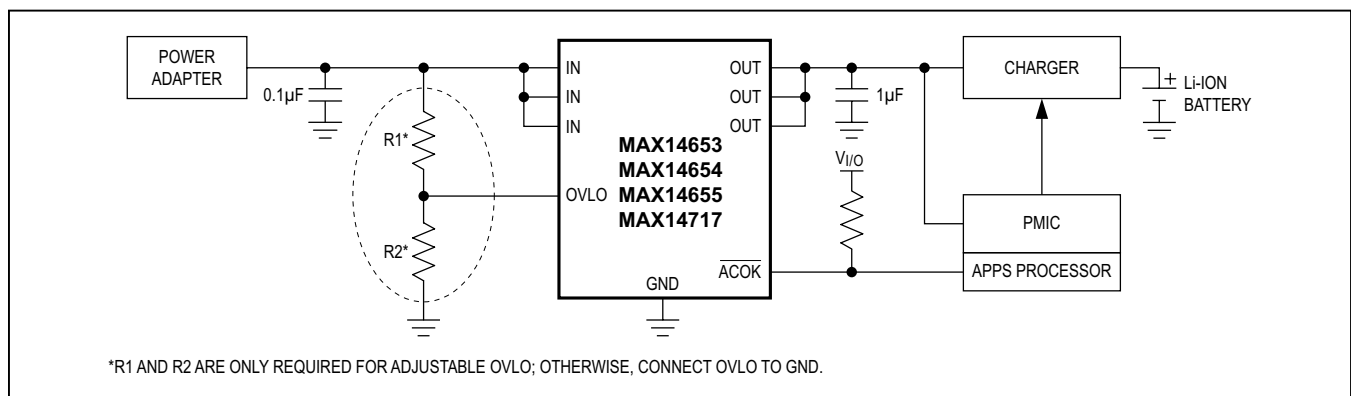 POWER
ADAPTER
0.1µF
R1*
R2*
IN
IN
IN
OVLO
MAX14653
MAX14654
MAX14655
MAX14717
GND
OUT
OUT
OUT
ACOK
1µF
VI/O
CHARGER
+
Li-ION
BATTERY
PMIC
APPS PROCESSOR
*R1 AND R2 ARE ONLY REQUIRED FOR ADJUSTABLE OVLO; OTHERWISE, CONNECT OVLO TO GND.